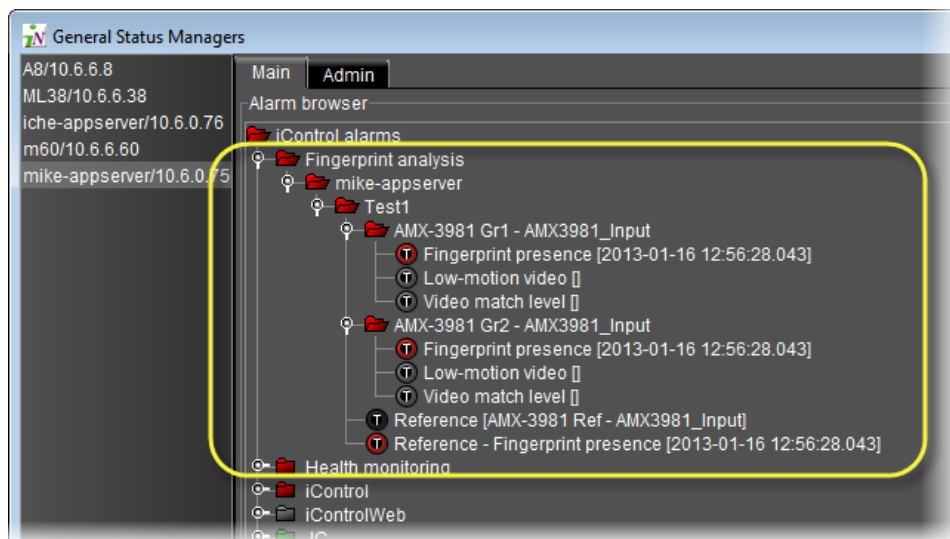 General Status Managers
A8/10.6.6.8
ML38/10.6.6.38
iche-appserver/10.6.0.76
m60/10.6.6.60
mike-appserver/10.6.0.75
Main
Admin
Alarm browser
iControl alarms
Fingerprint analysis
mike-appserver
Test1
AMX-3981 Gr1 - AMX3981_Input
T Fingerprint presence [2013-01-16 12:56:28.043]
T Low-motion video []
T Video match level []
AMX-3981 Gr2 - AMX3981_Input
T Fingerprint presence [2013-01-16 12:56:28.043]
T Low-motion video []
T Video match level []
T Reference [AMX-3981 Ref - AMX3981_Input]
T Reference - Fingerprint presence [2013-01-16 12:56:28.043]
Health monitoring
iControl
iControlWeb